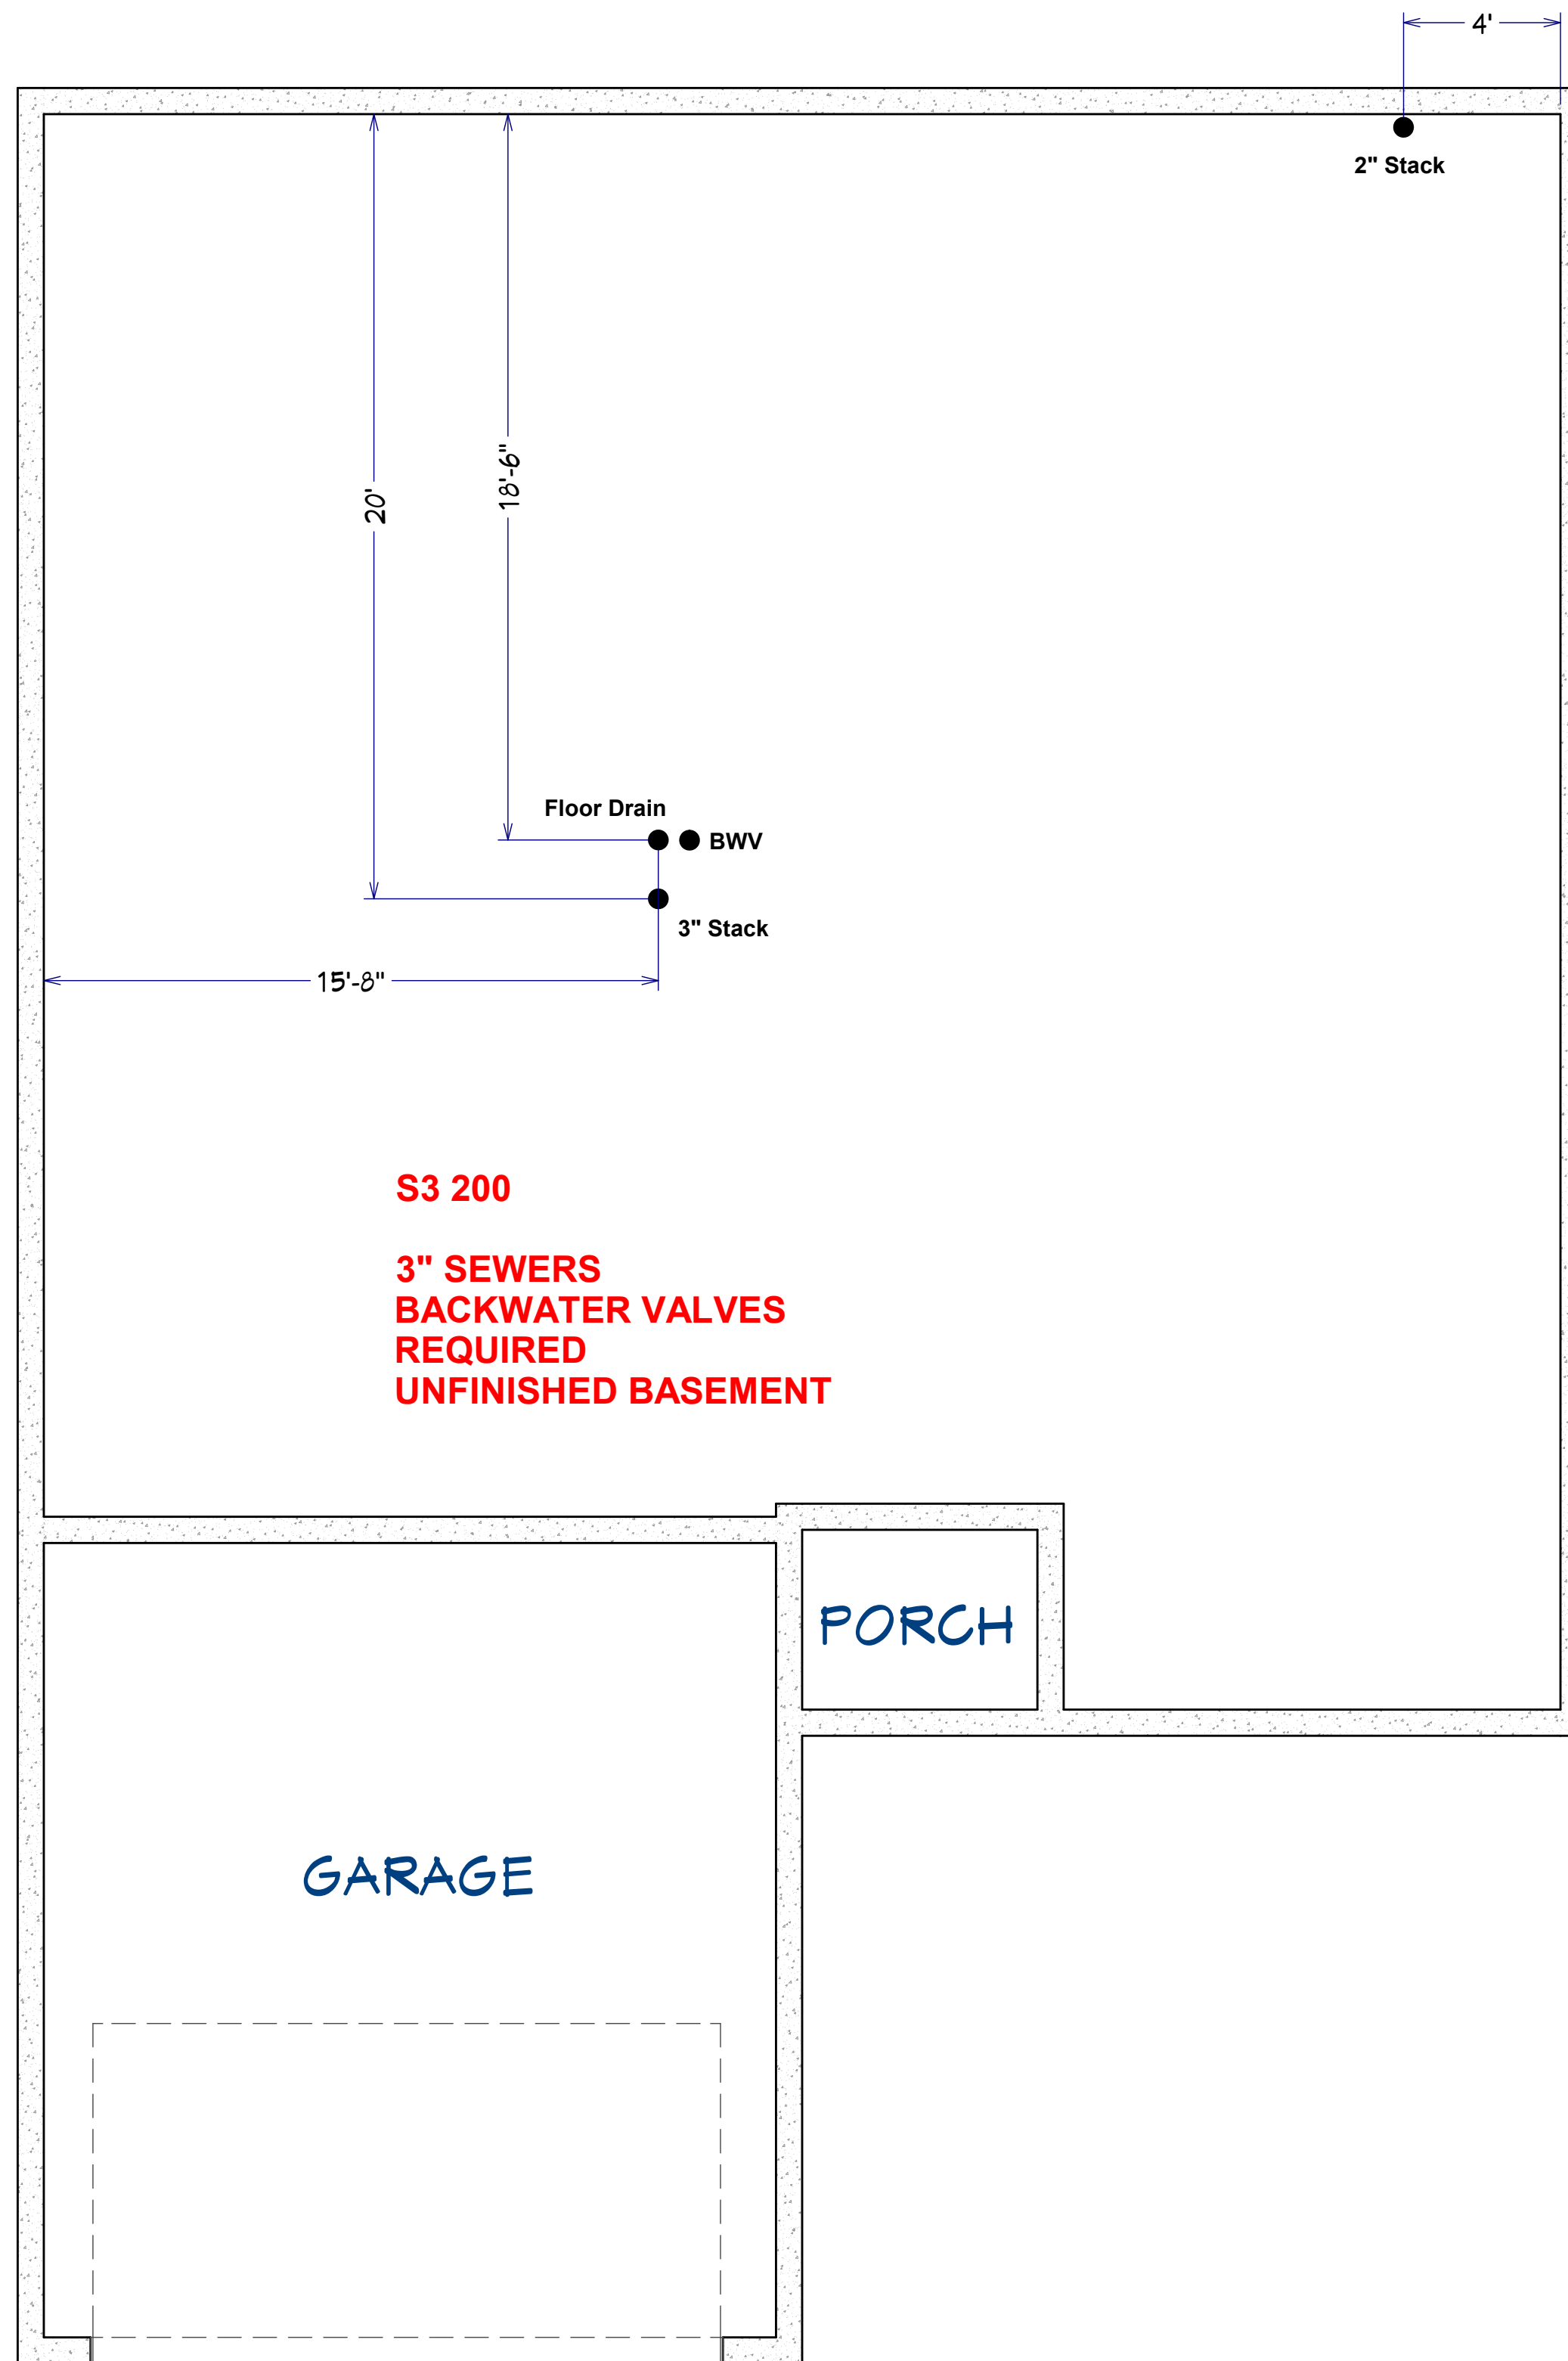 4'
2" Stack
18'-6"
20'
Floor Drain
BWV
3" Stack
15'-8"
S3 200
3" SEWERS
BACKWATER VALVES
REQUIRED
UNFINISHED BASEMENT
PORCH
GARAGE